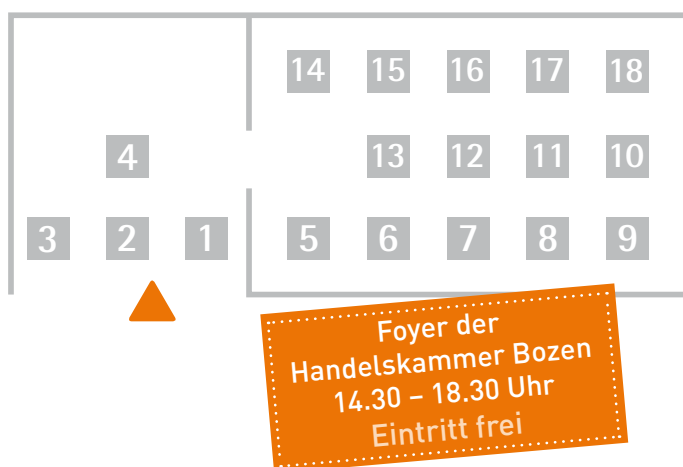 14 15 16 17 18
4 13 12 11 10
3 2 1 5 6 7 8 9
Foyer der
Handelskammer Bozen
14.30 – 18.30 Uhr
Eintritt frei